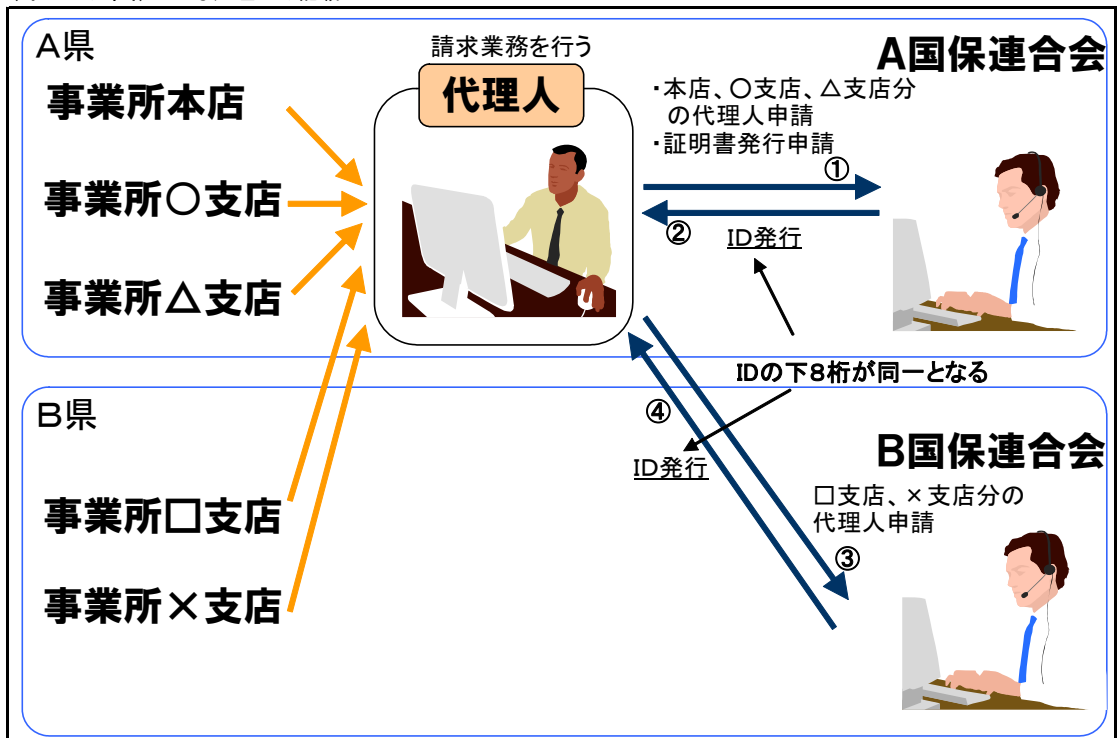 A県
事業所本店
事業所○支店
事業所△支店
請求業務を行う
代理人
A国保連合会
・本店、○支店、△支店分
の代理人申請
・証明書発行申請
①
②
ID発行
IDの下8桁が同一となる
B県
事業所□支店
事業所×支店
④
ID発行
B国保連合会
□支店、×支店分の
代理人申請
③